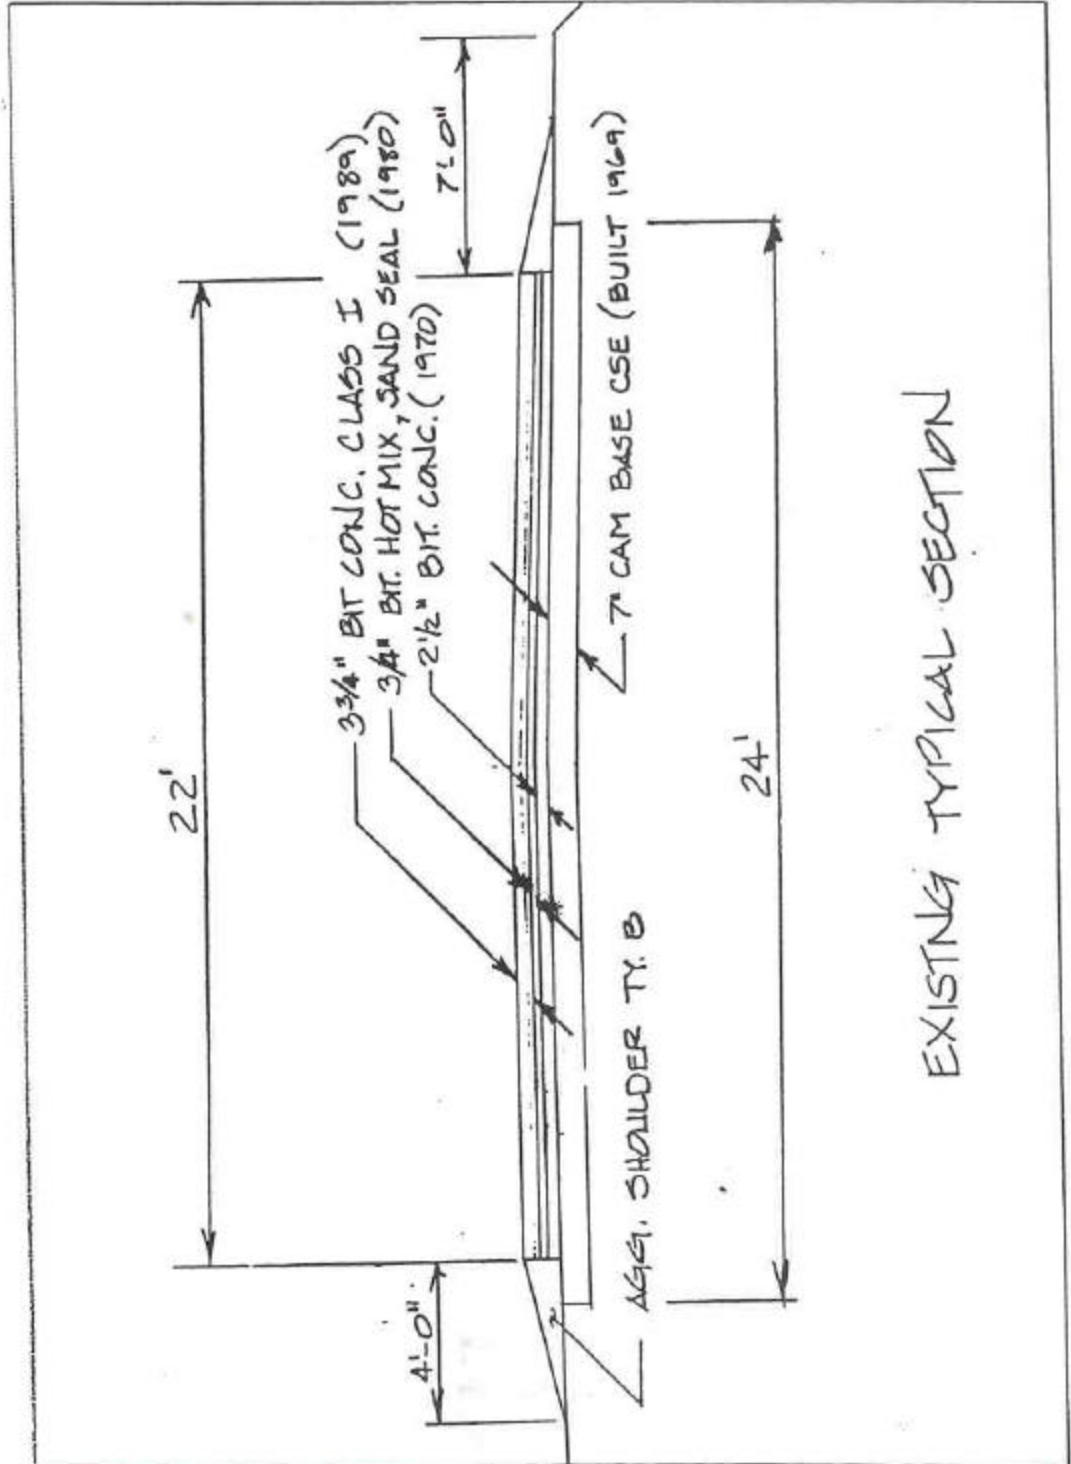 22'
3 3/4" BIT CONC. CLASS I (1989)
3/4" BIT. HOT MIX, SAND SEAL (1980)
2 1/2" BIT. CONC. (1970)
4'-0"
7'-0"
AGG. SHOULDER TY. B
7" CAM BASE CSE (BUILT 1969)
24'
EXISTNG TYPICAL SECTION